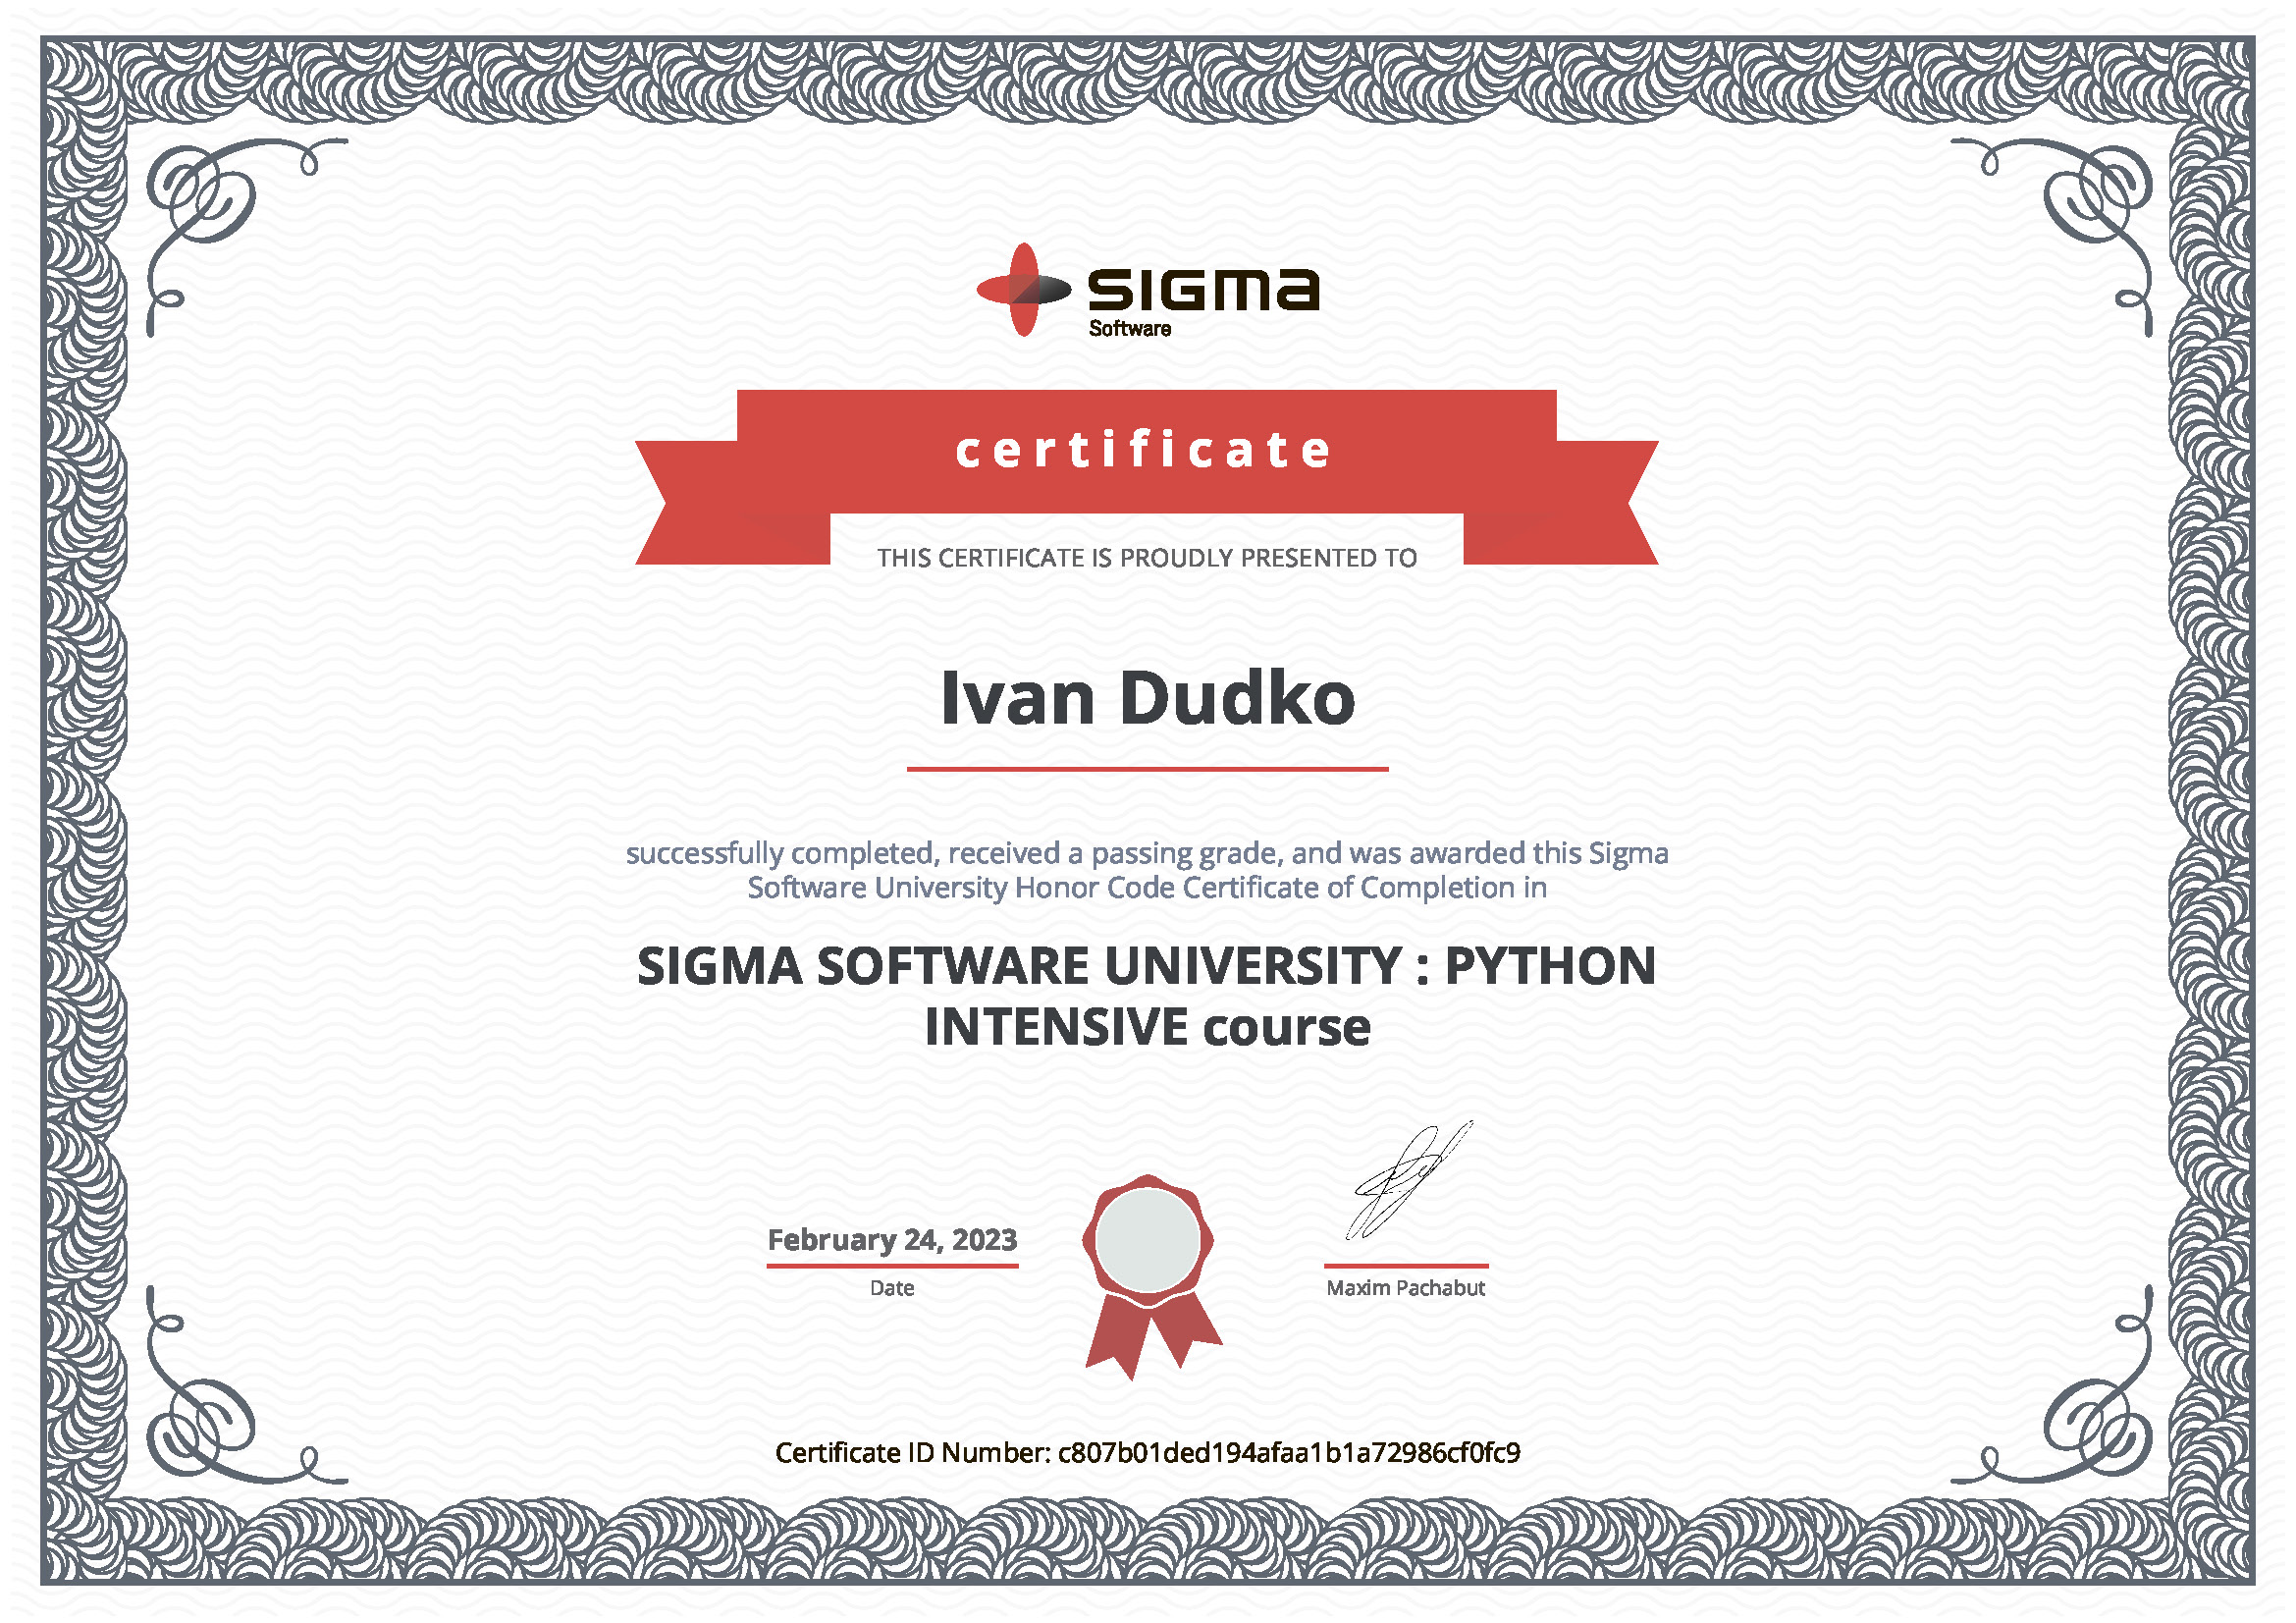 sigma
Software
certificate
THIS CERTIFICATE IS PROUDLY PRESENTED TO
Ivan Dudko
successfully completed, received a passing grade, and was awarded this Sigma
Software University Honor Code Certificate of Completion in
SIGMA SOFTWARE UNIVERSITY : PYTHON
INTENSIVE course
February 24, 2023
Date
Maxim Pachabut
Certificate ID Number: c807b01ded194afaa1b1a72986cf0fc9